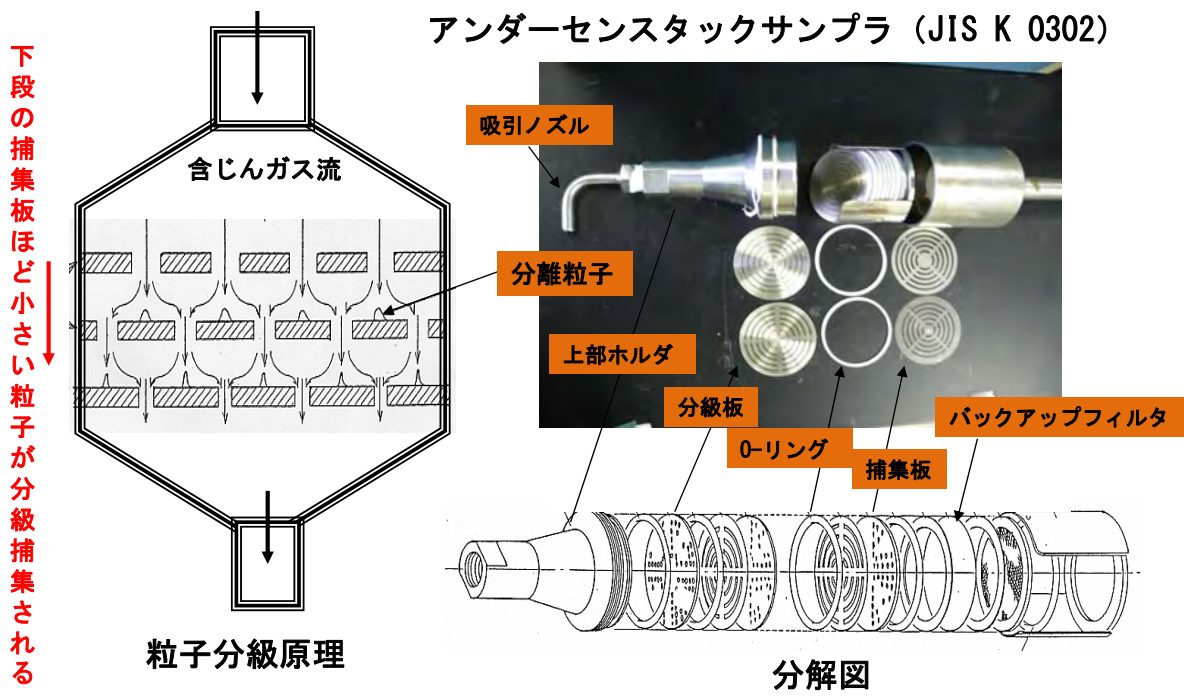 アンダーセンスタックサンプラ（JIS K 0302）
下段の捕集板ほど小さい粒子が分級捕集される
含じんガス流
吸引ノズル
分離粒子
上部ホルダ
分級板
O-リング
捕集板
バックアップフィルタ
粒子分級原理
分解図